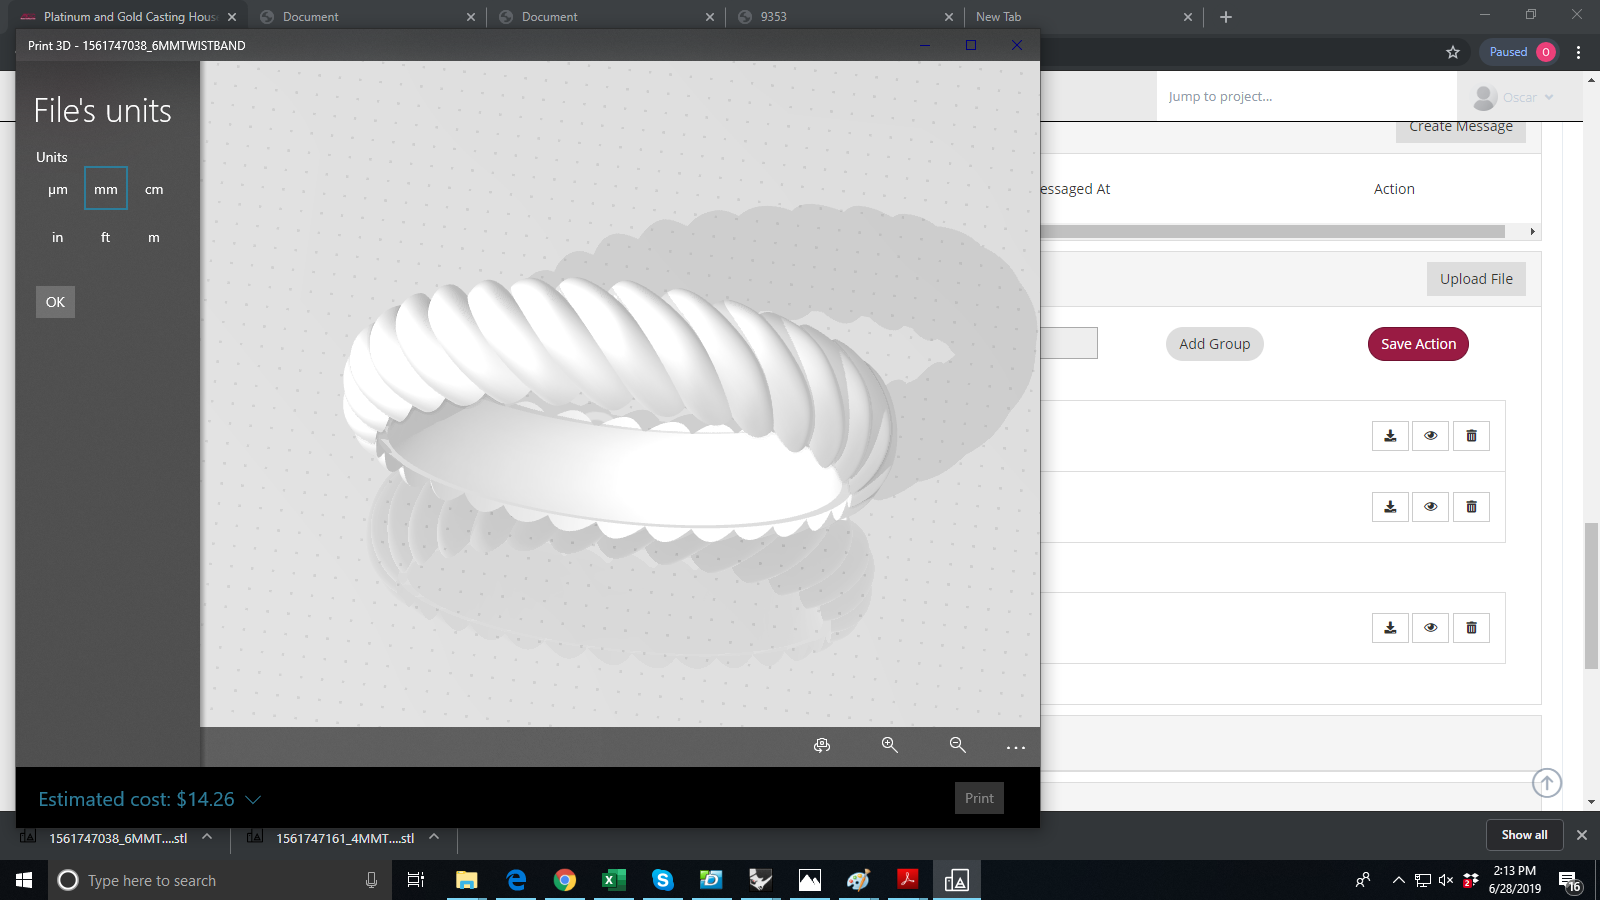 Platinum and Gold Casting Hous
Document
Document
9353
New Tab
Print 3D - 1561747038_6MMTWISTBAND
Paused
0
File's units
Units
µm
mm
cm
in
ft
m
OK
Jump to project...
Oscar
Create Message
essaged At
Action
Upload File
Add Group
Save Action
Estimated cost: $14.26
Print
1561747038_6MMT....stl
1561747161_4MMT....stl
Show all
Type here to search
2
2:13 PM
6/28/2019
16